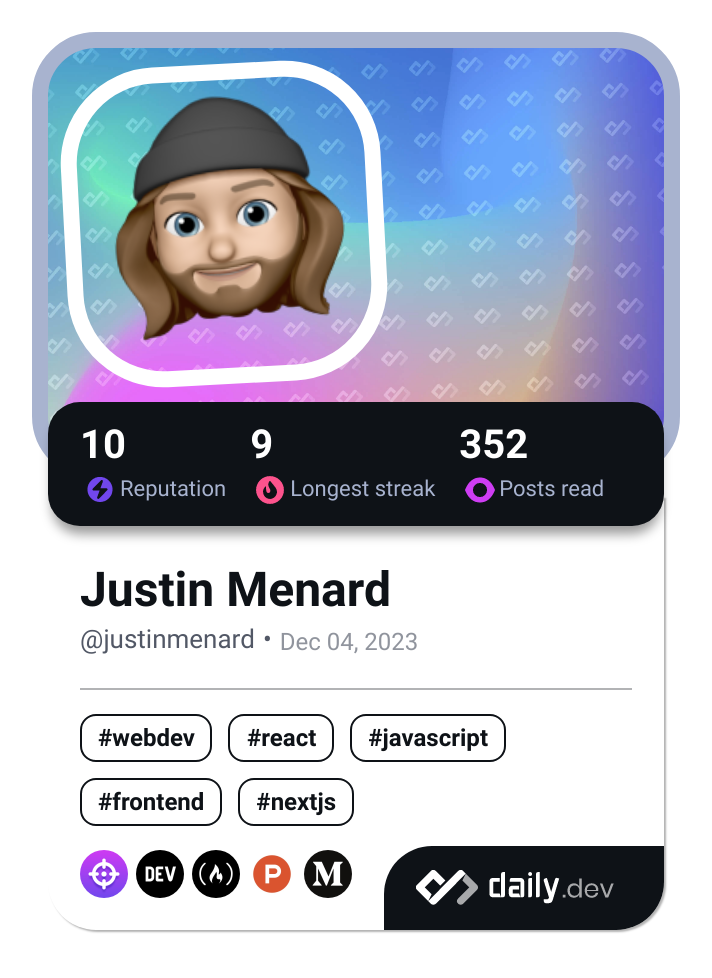 10 9 352
Reputation Longest streak Posts read
Justin Menard
@justinmenard • Dec 04, 2023
#webdev #react #javascript
#frontend #nextjs
DEV P M daily.dev